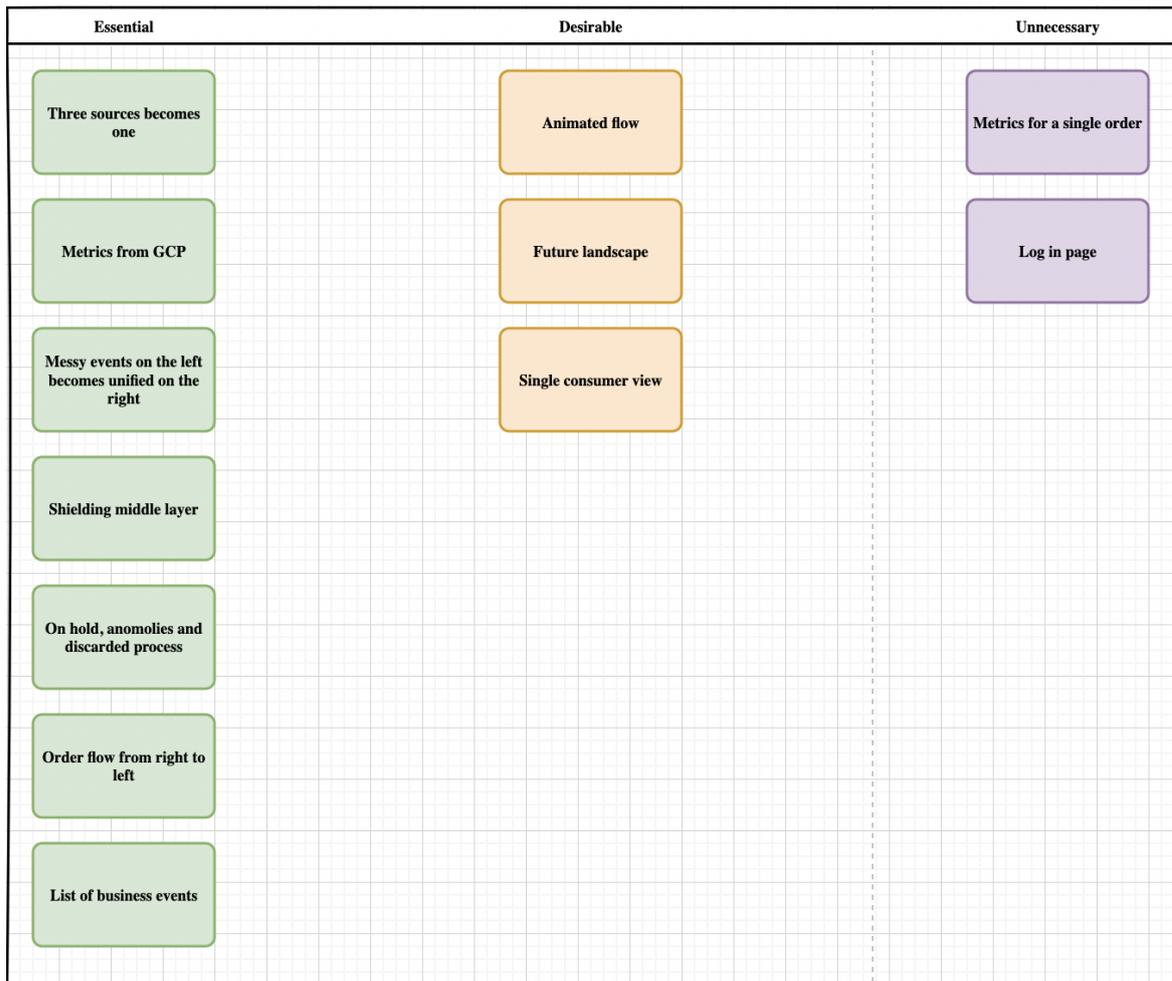 Essential
Desirable
Unnecessary
Three sources becomes
one
Animated flow
Metrics for a single order
Metrics from GCP
Future landscape
Log in page
Messy events on the left
becomes unified on the
right
Single consumer view
Shielding middle layer
On hold, anomolies and
discarded process
Order flow from right to
left
List of business events